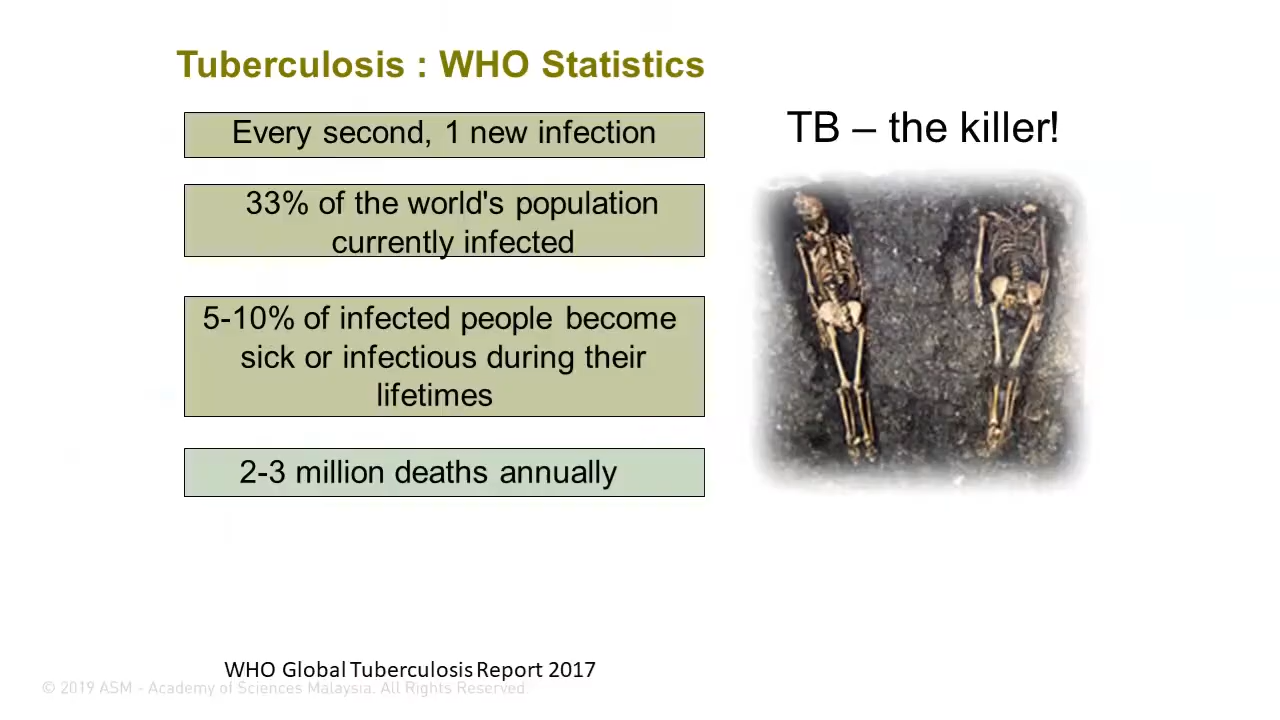 Tuberculosis : WHO Statistics
Every second, 1 new infection
33% of the world's population
currently infected
5-10% of infected people become
sick or infectious during their
lifetimes
2-3 million deaths annually
TB – the killer!
WHO Global Tuberculosis Report 2017
© 2019 ASM - Academy of Sciences Malaysia. All Rights Reserved.